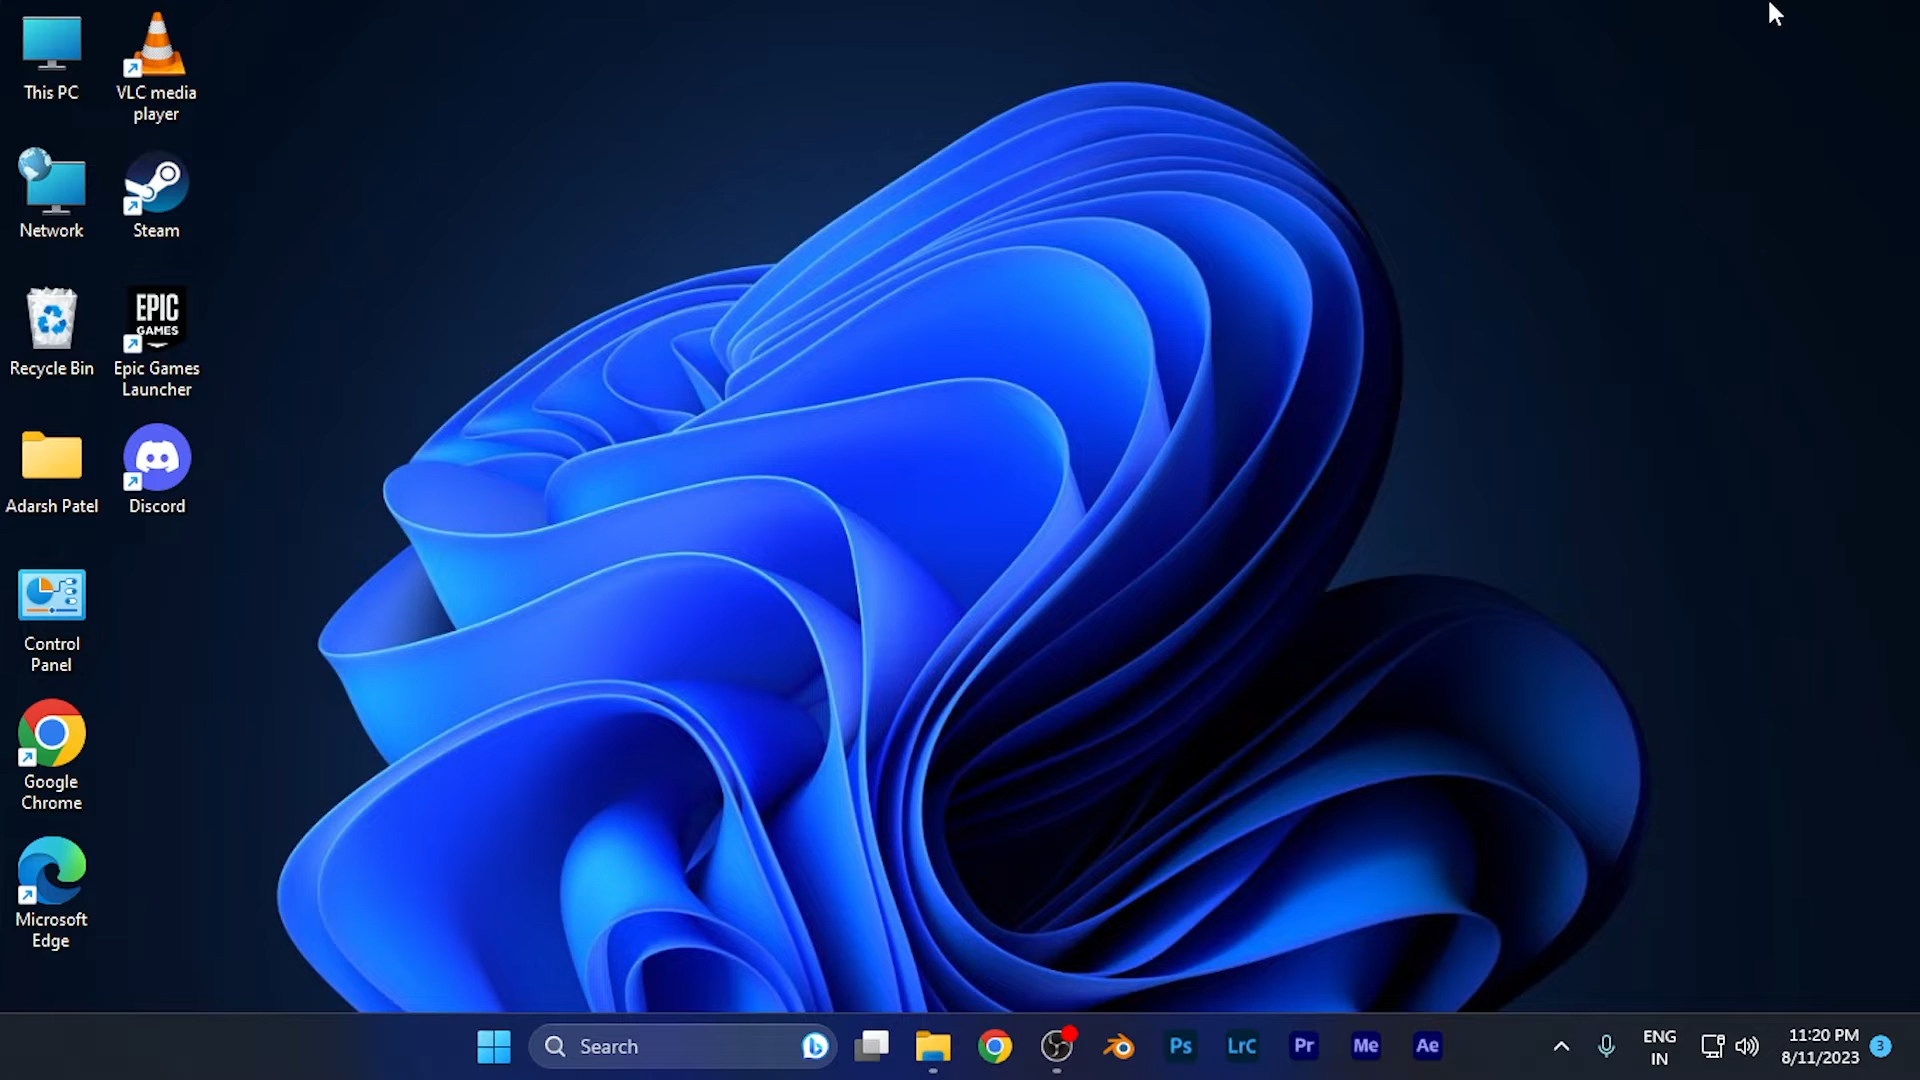 This PC
VLC media
player
Network
Steam
Recycle Bin
EPIC
GAMES
Epic Games
Launcher
Adarsh Patel
Discord
Control
Panel
Google
Chrome
Microsoft
Edge
Search
Ps
LrC
Pr
Me
Ae
ENG
IN
11:20 PM
8/11/2023
3